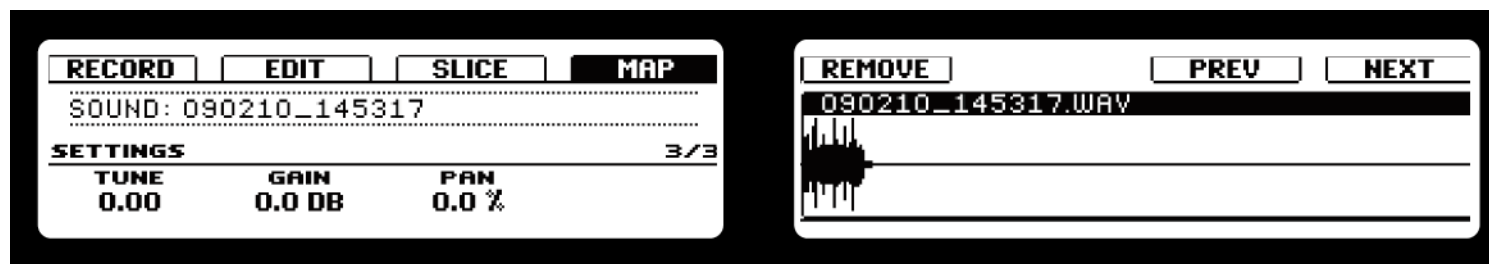 RECORD EDIT SLICE MAP
SOUND: 090210_145317
SETTINGS 3/3
TUNE GAIN PAN
0.00 0.0 DB 0.0 %
REMOVE PREV NEXT
090210_145317.WAV